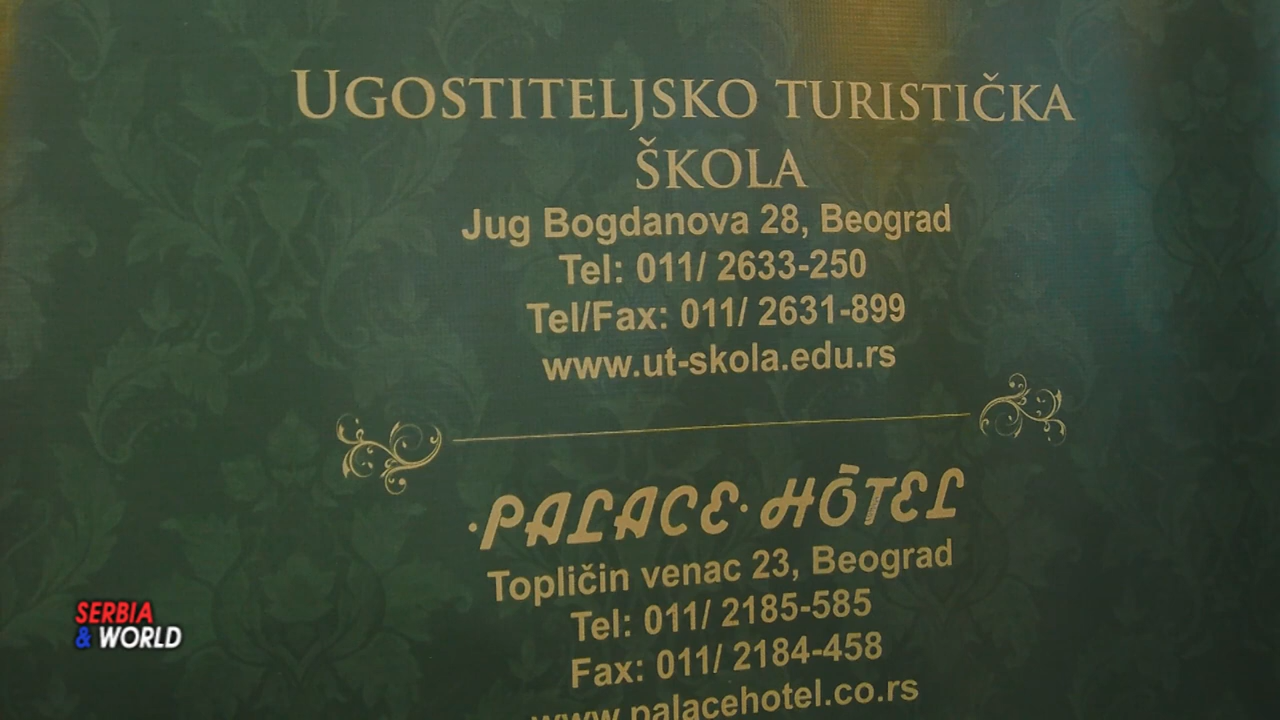 UGOSTITELJSKO TURISTIČKA
ŠKOLA
Jug Bogdanova 28, Beograd
Tel: 011/ 2633-250
Tel/Fax: 011/ 2631-899
www.ut-skola.edu.rs
·PALACE·HŌTEL
Topličin venac 23, Beograd
Tel: 011/ 2185-585
Fax: 011/ 2184-458
www.palacehotel.co.rs
SERBIA
& WORLD